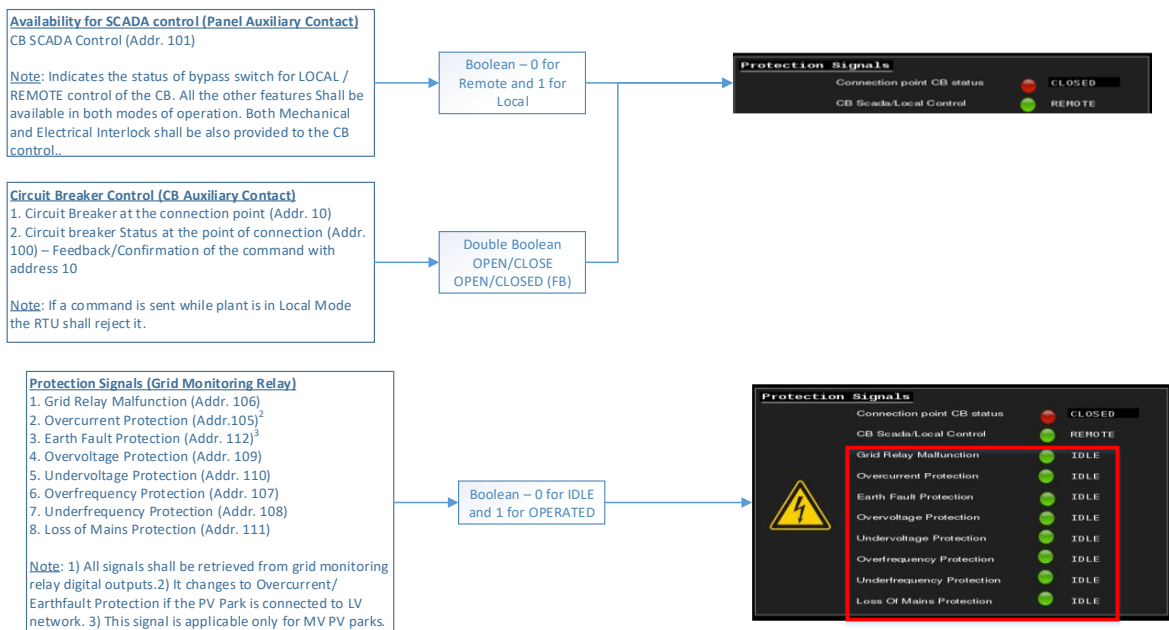 Availability for SCADA control (Panel Auxiliary Contact)
CB SCADA Control (Addr. 101)
Note: Indicates the status of bypass switch for LOCAL /
REMOTE control of the CB. All the other features Shall be
available in both modes of operation. Both Mechanical
and Electrical Interlock shall be also provided to the CB
control..
Boolean – 0 for
Remote and 1 for
Local
Protection Signals
Connection point CB status CLOSED
CB Scada/Local Control REMOTE
Circuit Breaker Control (CB Auxiliary Contact)
1. Circuit Breaker at the connection point (Addr. 10)
2. Circuit breaker Status at the point of connection (Addr.
100) – Feedback/Confirmation of the command with
address 10
Note: If a command is sent while plant is in Local Mode
the RTU shall reject it.
Double Boolean
OPEN/CLOSE
OPEN/CLOSED (FB)
Protection Signals (Grid Monitoring Relay)
1. Grid Relay Malfunction (Addr. 106)
2. Overcurrent Protection (Addr.105)2
3. Earth Fault Protection (Addr. 112)3
4. Overvoltage Protection (Addr. 109)
5. Undervoltage Protection (Addr. 110)
6. Overfrequency Protection (Addr. 107)
7. Underfrequency Protection (Addr. 108)
8. Loss of Mains Protection (Addr. 111)
Note: 1) All signals shall be retrieved from grid monitoring
relay digital outputs.2) It changes to Overcurrent/
Earthfault Protection if the PV Park is connected to LV
network. 3) This signal is applicable only for MV PV parks.
Boolean – 0 for IDLE
and 1 for OPERATED
Protection Signals
Connection point CB status CLOSED
CB Scada/Local Control REMOTE
Grid Relay Malfunction IDLE
Overcurrent Protection IDLE
Earth Fault Protection IDLE
Overvoltage Protection IDLE
Undervoltage Protection IDLE
Overfrequency Protection IDLE
Underfrequency Protection IDLE
Loss Of Mains Protection IDLE